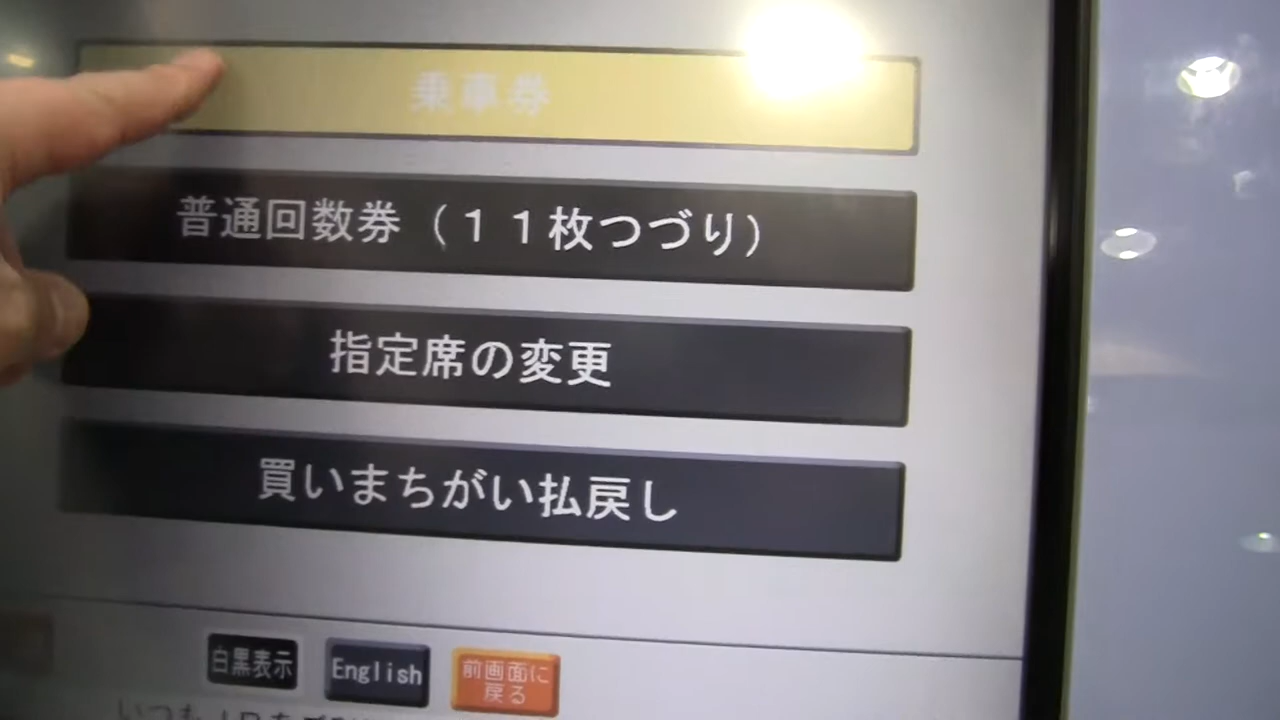 乗車券
普通回数券（１１枚つづり）
指定席の変更
買いまちがい払戻し
白黒表示
English
前画面に
戻る